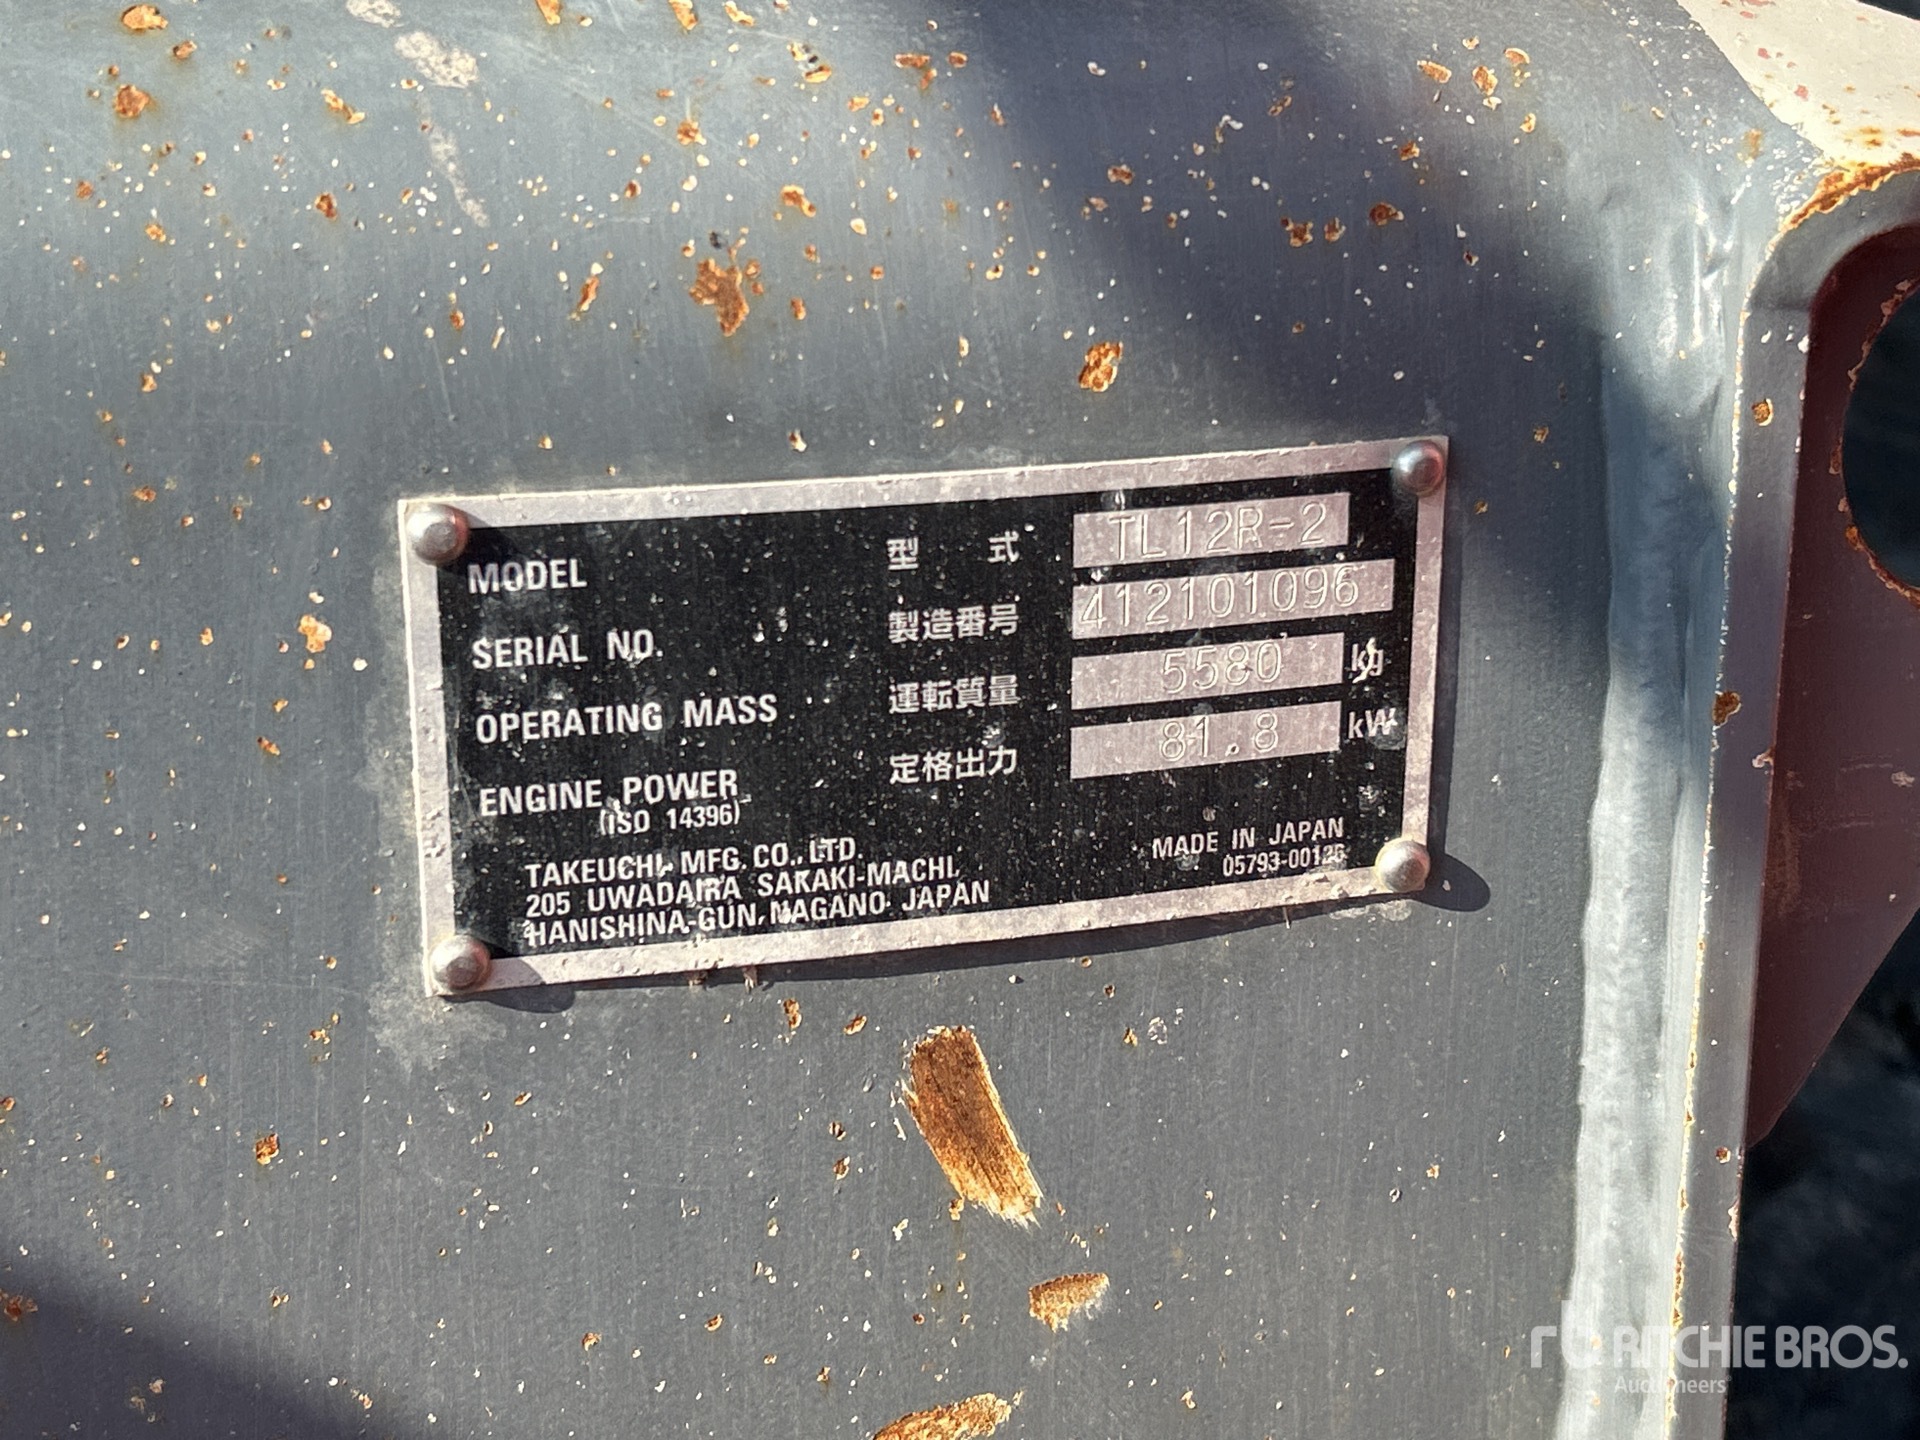 MODEL 型 式 TL12R-2
SERIAL NO. 製造番号 412101096
OPERATING MASS 運転質量 5580 kg
ENGINE POWER 定格出力 81.8 kW
(ISO 14396)
TAKEUCHI MFG. CO., LTD.
205 UWADAIRA SAKAKI-MACHI,
HANISHINA-GUN, NAGANO JAPAN
MADE IN JAPAN
05793-00126
RITCHIE BROS.
Auctioneers